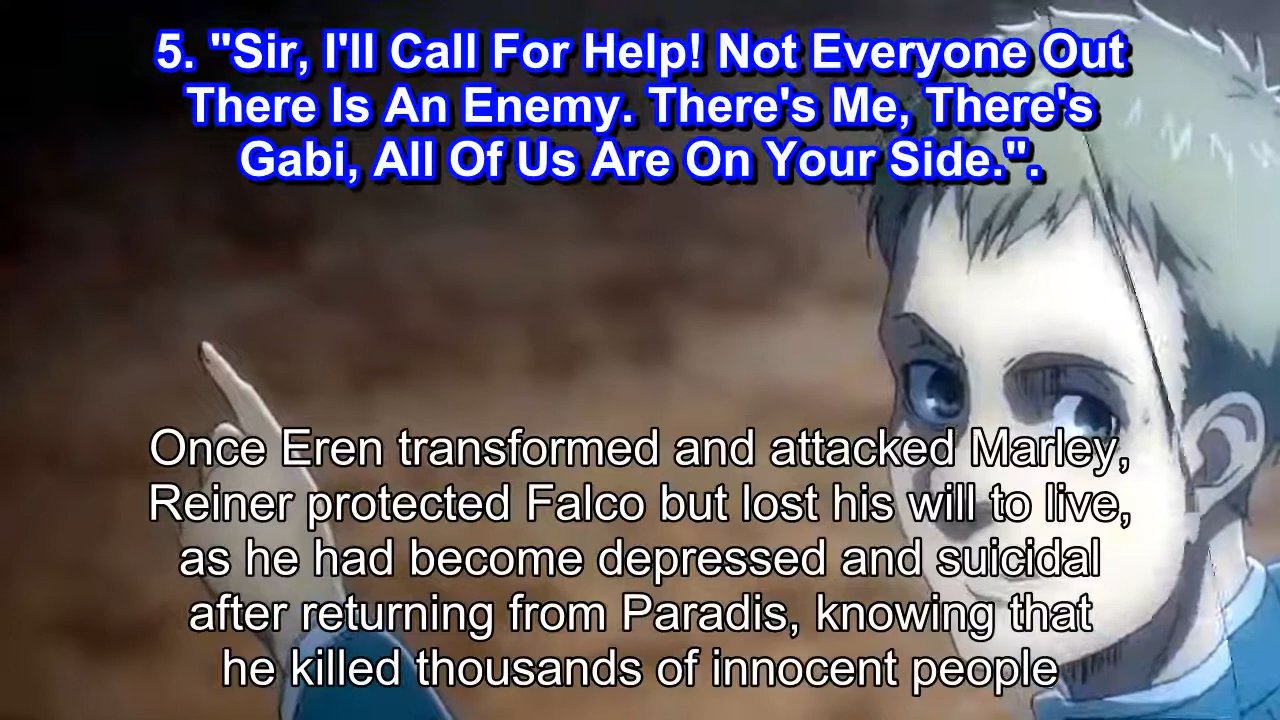 5. "Sir, I'll Call For Help! Not Everyone Out
There Is An Enemy. There's Me, There's
Gabi, All Of Us Are On Your Side.".
Once Eren transformed and attacked Marley,
Reiner protected Falco but lost his will to live,
as he had become depressed and suicidal
after returning from Paradis, knowing that
he killed thousands of innocent people